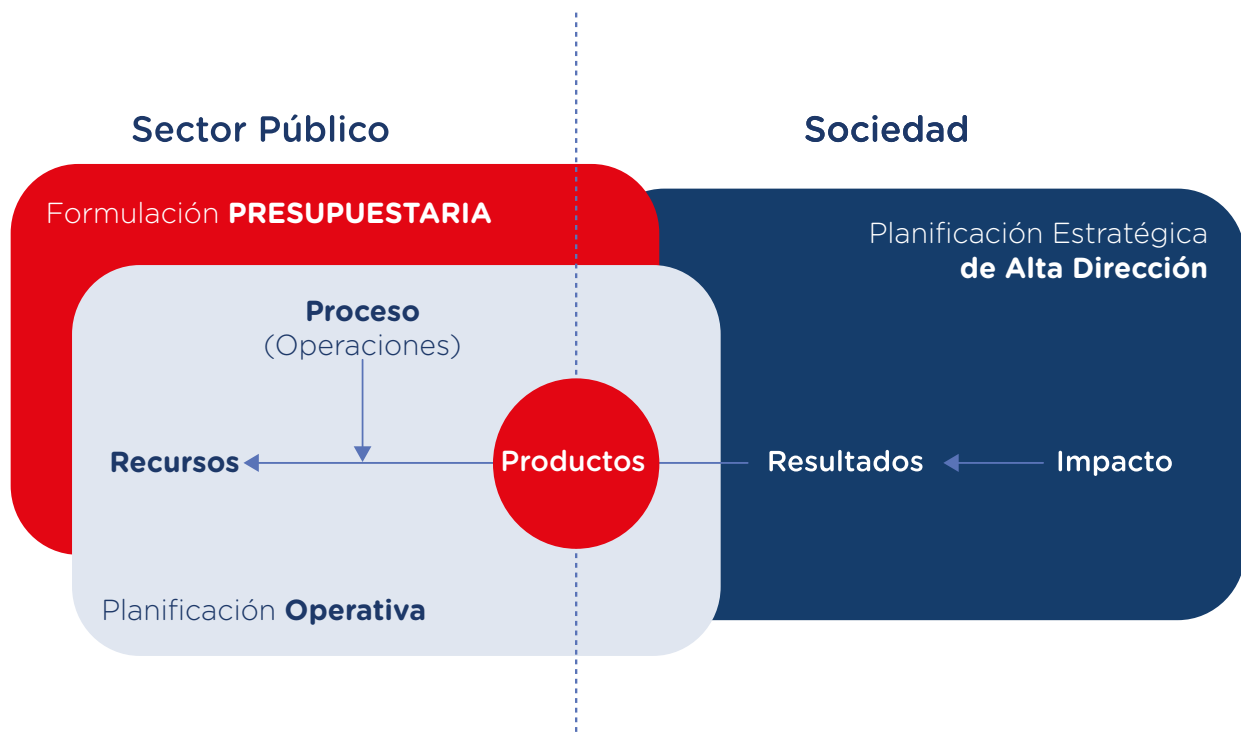 Sector Público
Sociedad
Formulación PRESUPUESTARIA
Planificación Estratégica
de Alta Dirección
Proceso
(Operaciones)
Recursos
Productos
Resultados
Impacto
Planificación Operativa